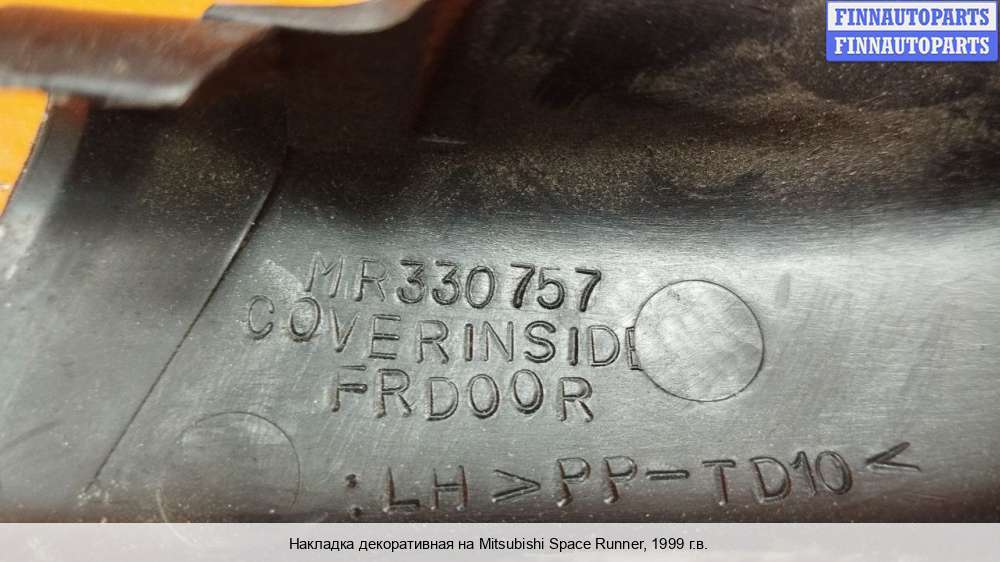 FINNAUTOPARTS
FINNAUTOPARTS
MR330757
COVERINSIDE
FRDOOR
:LH >PP-TD10<
Накладка декоративная на Mitsubishi Space Runner, 1999 г.в.